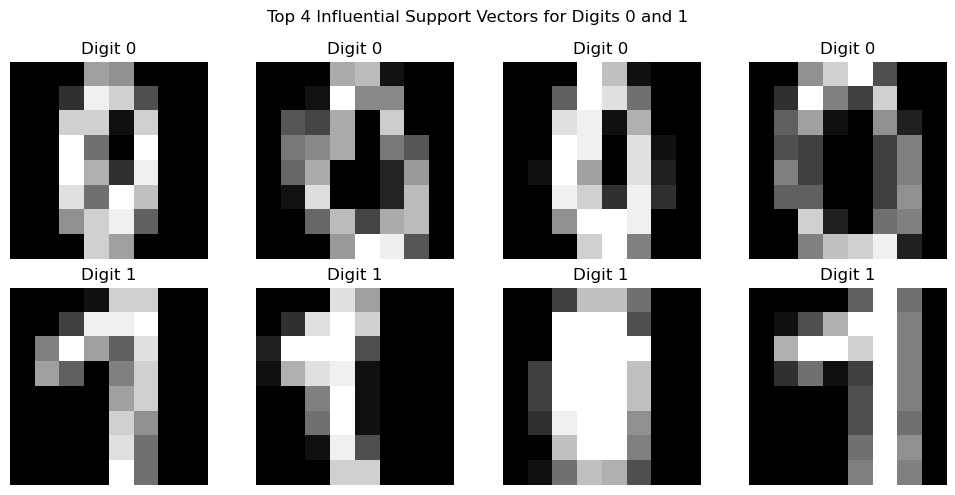 Top 4 Influential Support Vectors for Digits 0 and 1
Digit 0 Digit 0 Digit 0 Digit 0
Digit 1 Digit 1 Digit 1 Digit 1